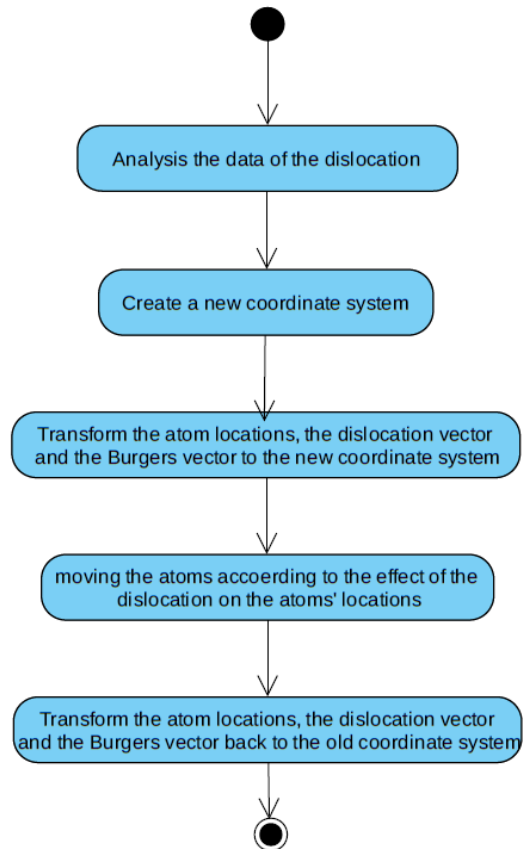 Analysis the data of the dislocation
Create a new coordinate system
Transform the atom locations, the dislocation vector
and the Burgers vector to the new coordinate system
moving the atoms accoerding to the effect of the
dislocation on the atoms' locations
Transform the atom locations, the dislocation vector
and the Burgers vector back to the old coordinate system